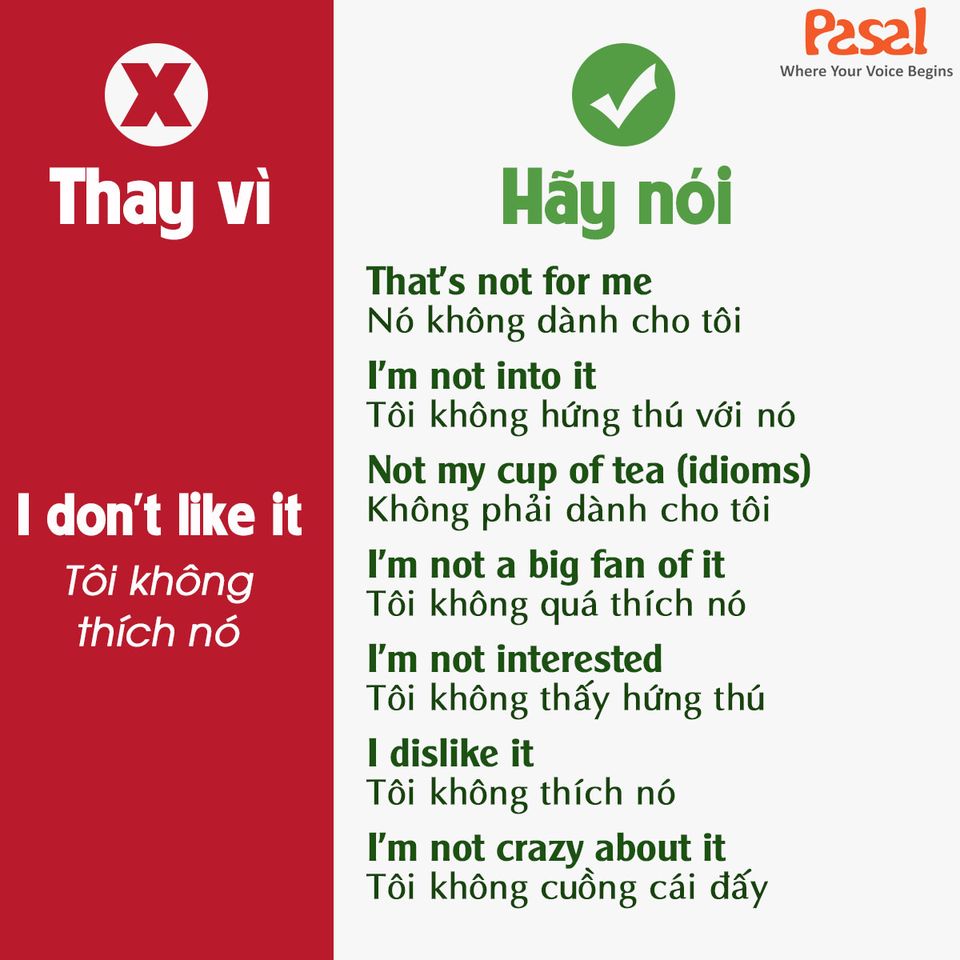 Pasal
Where Your Voice Begins
X
Thay vì
Hãy nói
I don't like it
Tôi không
thích nó
That's not for me
Nó không dành cho tôi
I'm not into it
Tôi không hứng thú với nó
Not my cup of tea (idioms)
Không phải dành cho tôi
I'm not a big fan of it
Tôi không quá thích nó
I'm not interested
Tôi không thấy hứng thú
I dislike it
Tôi không thích nó
I'm not crazy about it
Tôi không cuồng cái đấy